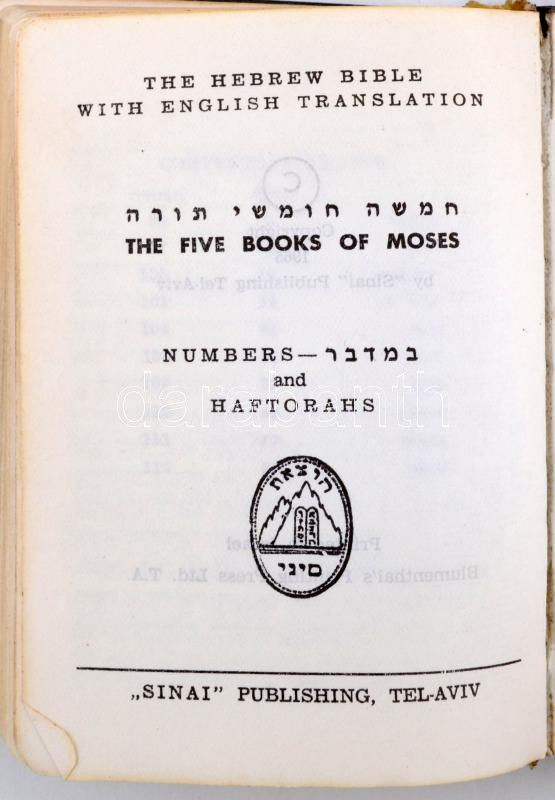 THE HEBREW BIBLE
WITH ENGLISH TRANSLATION
חמשה חומשי תורה
THE FIVE BOOKS OF MOSES
NUMBERS—במדבר
and
HAFTORAHS
darabanth
הוצאת
סיני
„SINAI” PUBLISHING, TEL-AVIV